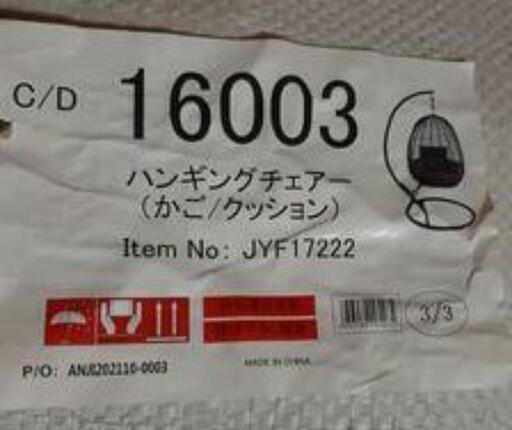 C/D 16003
ハンギングチェアー
(かご/クッション)
Item No: JYF17222
3/3
P/O: ANJI202110-0003
MADE IN CHINA